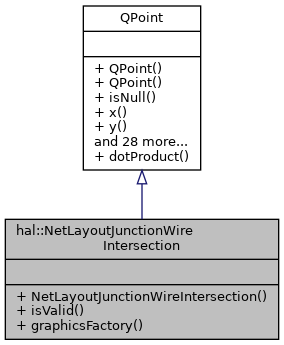 QPoint
+ QPoint()
+ QPoint()
+ isNull()
+ x()
+ y()
and 28 more...
+ dotProduct()
hal::NetLayoutJunctionWire
Intersection
+ NetLayoutJunctionWireIntersection()
+ isValid()
+ graphicsFactory()